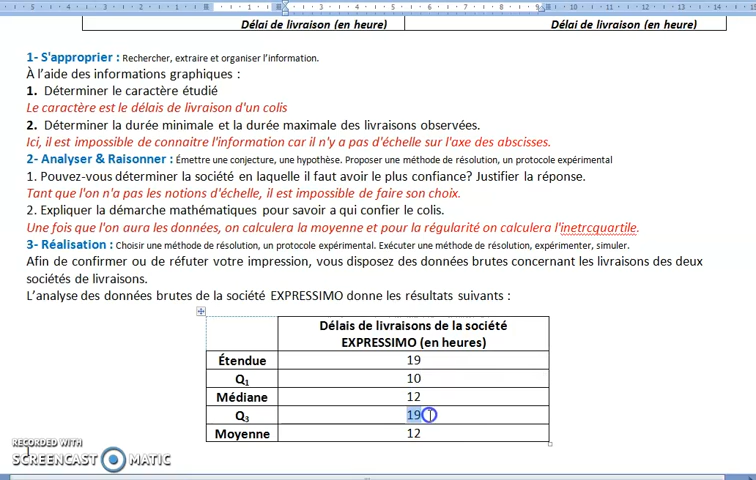 Délai de livraison (en heure) Délai de livraison (en heure)
1- S'approprier : Rechercher, extraire et organiser l'information.
À l'aide des informations graphiques :
1. Déterminer le caractère étudié
Le caractère est le délais de livraison d'un colis
2. Déterminer la durée minimale et la durée maximale des livraisons observées.
Ici, il est impossible de connaitre l'information car il n'y a pas d'échelle sur l'axe des abscisses.
2- Analyser & Raisonner : Émettre une conjecture, une hypothèse. Proposer une méthode de résolution, un protocole expérimental
1. Pouvez-vous déterminer la société en laquelle il faut avoir le plus confiance? Justifier la réponse.
Tant que l'on n'a pas les notions d'échelle, il est impossible de faire son choix.
2. Expliquer la démarche mathématiques pour savoir a qui confier le colis.
Une fois que l'on aura les données, on calculera la moyenne et pour la régularité on calculera l'inetrcquartile.
3- Réalisation : Choisir une méthode de résolution, un protocole expérimental. Exécuter une méthode de résolution, expérimenter, simuler.
Afin de confirmer ou de réfuter votre impression, vous disposez des données brutes concernant les livraisons des deux
sociétés de livraisons.
L'analyse des données brutes de la société EXPRESSIMO donne les résultats suivants :
Délais de livraisons de la société
EXPRESSIMO (en heures)
Étendue 19
Q1 10
Médiane 12
Q3 19
Moyenne 12
RECORDED WITH
SCREENCAST MATIC